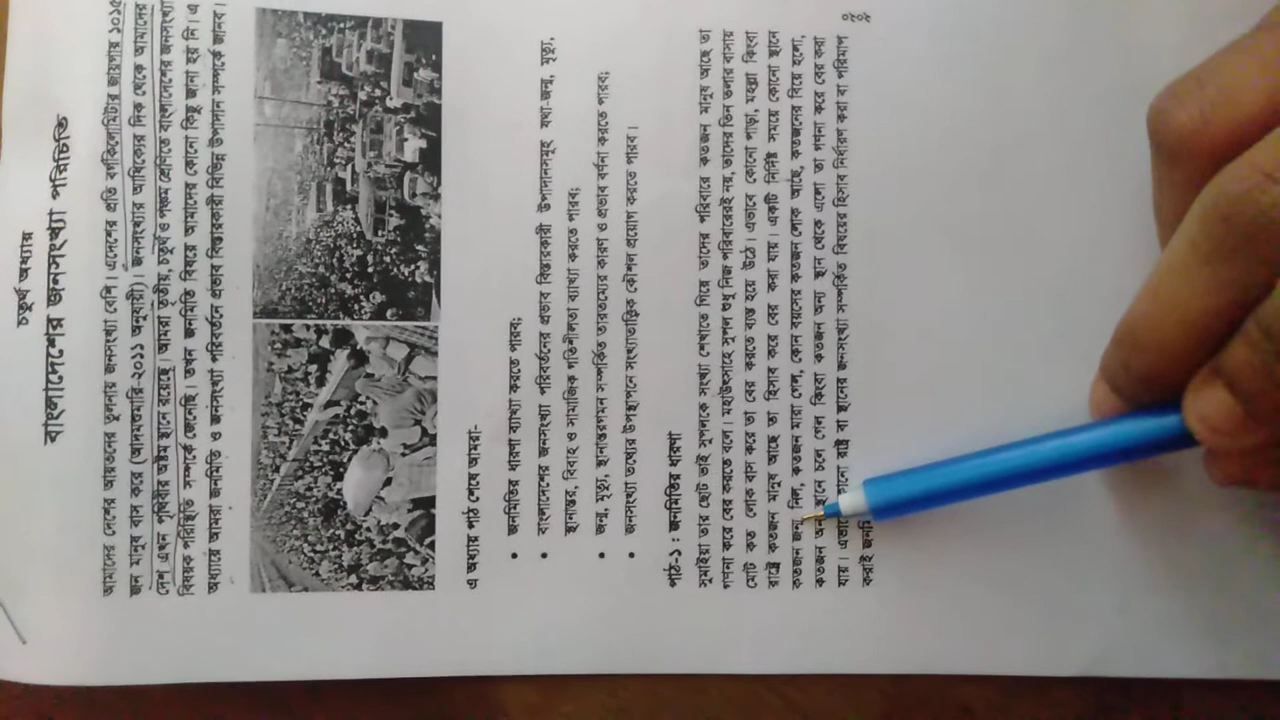 চতুর্থ অধ্যায়
বাংলাদেশের জনসংখ্যা পরিচিতি
আমাদের দেশের আয়তনের তুলনায় জনসংখ্যা বেশি। এদেশের প্রতি বর্গকিলোমিটার জায়গায় ১০১৫
জন মানুষ বাস করে (আদমশুমারি-২০১১ অনুযায়ী)। জনসংখ্যার আধিক্যের দিক থেকে আমাদের
দেশ এখন পৃথিবীর অষ্টম স্থানে রয়েছে। আমরা তৃতীয়, চতুর্থ ও পঞ্চম শ্রেণিতে বাংলাদেশের জনসংখ্যা
বিষয়ক পরিস্থিতি সম্পর্কে জেনেছি। তখন জনমিতি বিষয়ে আমাদের কোনো কিছু জানা হয় নি। এ
অধ্যায়ে আমরা জনমিতি ও জনসংখ্যা পরিবর্তনে প্রভাব বিস্তারকারী বিভিন্ন উপাদান সম্পর্কে জানব।
এ অধ্যায় পাঠ শেষে আমরা-
• জনমিতির ধারণা ব্যাখ্যা করতে পারব;
• বাংলাদেশের জনসংখ্যা পরিবর্তনের প্রভাব বিস্তারকারী উপাদানসমূহ যথা-জন্ম, মৃত্যু,
স্থানান্তর, বিবাহ ও সামাজিক গতিশীলতা ব্যাখ্যা করতে পারব;
• জন্ম, মৃত্যু, স্থানান্তরগমন সম্পর্কিত তারতম্যের কারণ ও প্রভাব বর্ণনা করতে পারব;
• জনসংখ্যা তথ্যের উপস্থাপনে সংখ্যাতাত্ত্বিক কৌশল প্রয়োগ করতে পারব।
পাঠ-১ : জনমিতির ধারণা
সুমাইয়া তার ছোট ভাই সুপলকে সংখ্যা শেখাতে গিয়ে তাদের পরিবারে কতজন মানুষ আছে তা
গণনা করে বের করতে বলে। মহাউৎসাহে সুপল শুধু নিজ পরিবারেরই নয়, তাদের তিন তলার বাসায়
মোট কত লোক বাস করে তা বের করতে ব্যস্ত হয়ে উঠে। এভাবে কোনো পাড়া, মহল্লা কিংবা
রাষ্ট্রে কতজন মানুষ আছে তা হিসাব করে বের করা যায়। একটি নির্দিষ্ট সময়ে কোনো স্থানে
কতজন জন্ম নিল, কতজন মারা গেল, কোন বয়সের কতজন লোক আছে, কতজনের বিয়ে হলো,
কতজন অন্য স্থানে চলে গেল কিংবা কতজন অন্য স্থান থেকে এলো তা গণনা করে বের করা
যায়। কোনো রাষ্ট্র বা স্থানের জনসংখ্যা সম্পর্কিত বিষয়ের হিসাব নির্ধারণ করা বা পরিমাপ
করাই